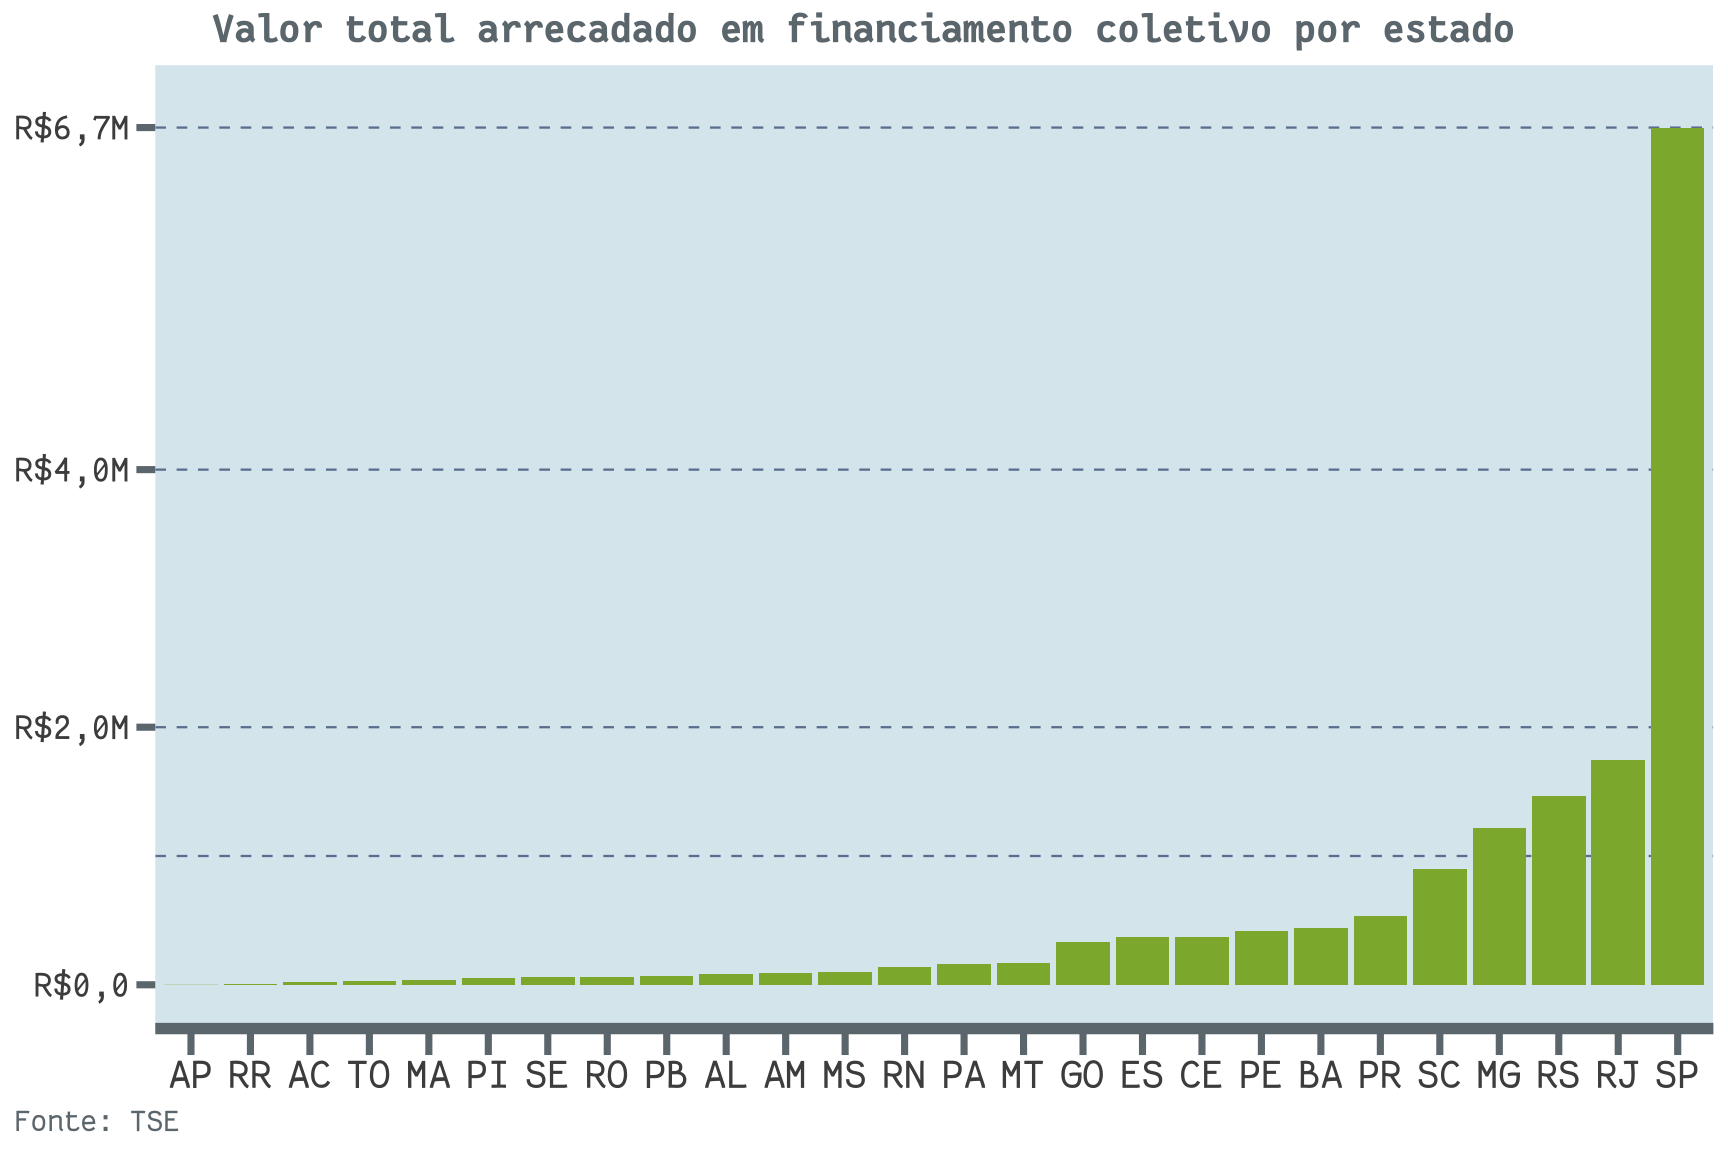 Valor total arrecadado em financiamento coletivo por estado
R$6,7M
R$4,0M
R$2,0M
R$0,0
AP RR AC TO MA PI SE RO PB AL AM MS RN PA MT GO ES CE PE BA PR SC MG RS RJ SP
Fonte: TSE